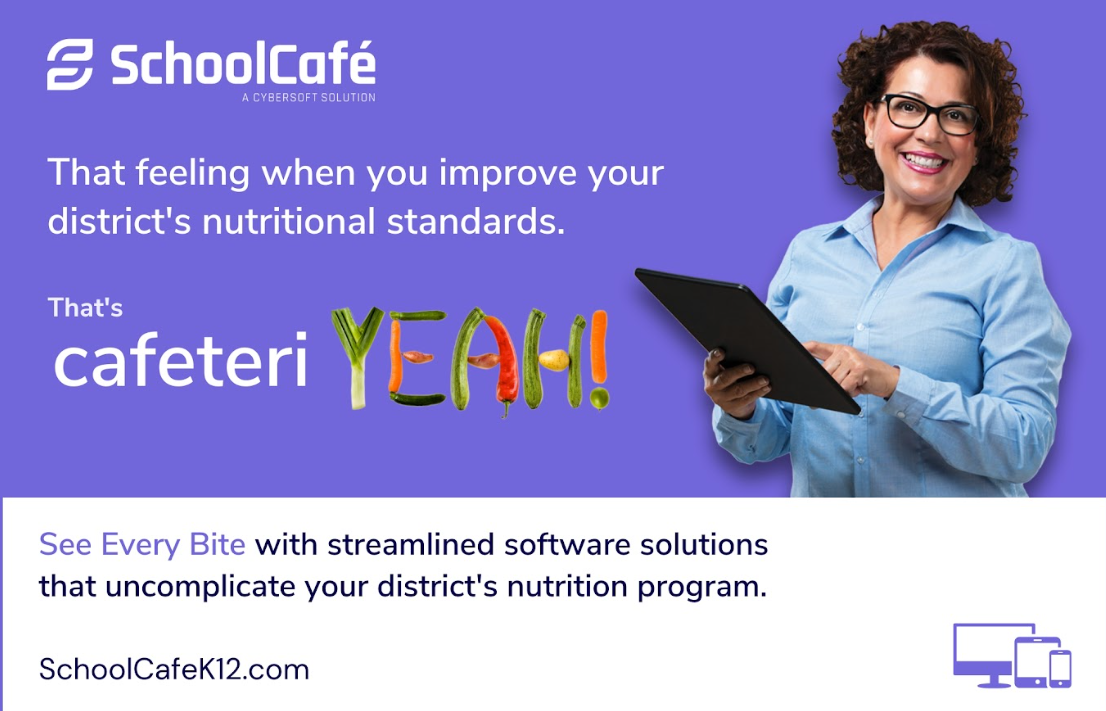 SchoolCafé
A CYBERSOFT SOLUTION
That feeling when you improve your
district's nutritional standards.
That's
cafeteri YEAH!
See Every Bite with streamlined software solutions
that uncomplicate your district's nutrition program.
SchoolCafeK12.com